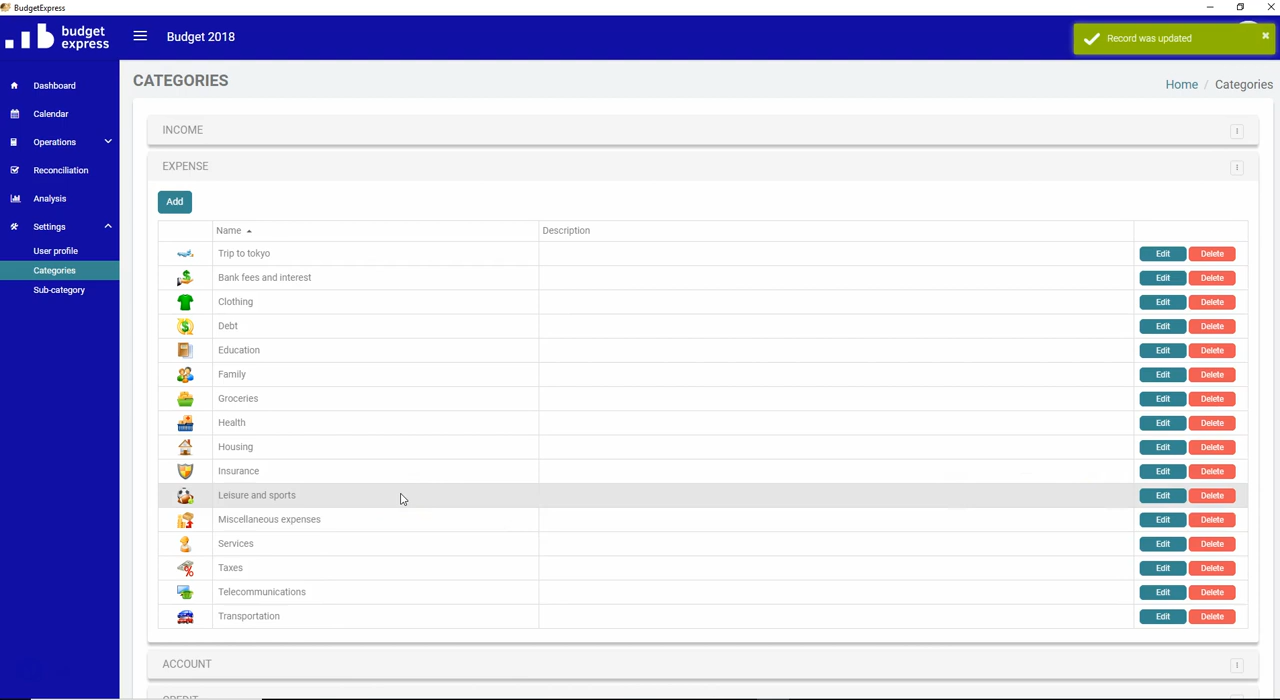 BudgetExpress
budget
express
Budget 2018
Record was updated
Dashboard
Calendar
Operations
Reconciliation
Analysis
Settings
User profile
Categories
Sub-category
CATEGORIES
Home / Categories
INCOME
EXPENSE
Add
Name Description
Trip to tokyo Edit Delete
Bank fees and interest Edit Delete
Clothing Edit Delete
Debt Edit Delete
Education Edit Delete
Family Edit Delete
Groceries Edit Delete
Health Edit Delete
Housing Edit Delete
Insurance Edit Delete
Leisure and sports Edit Delete
Miscellaneous expenses Edit Delete
Services Edit Delete
Taxes Edit Delete
Telecommunications Edit Delete
Transportation Edit Delete
ACCOUNT
CREDIT